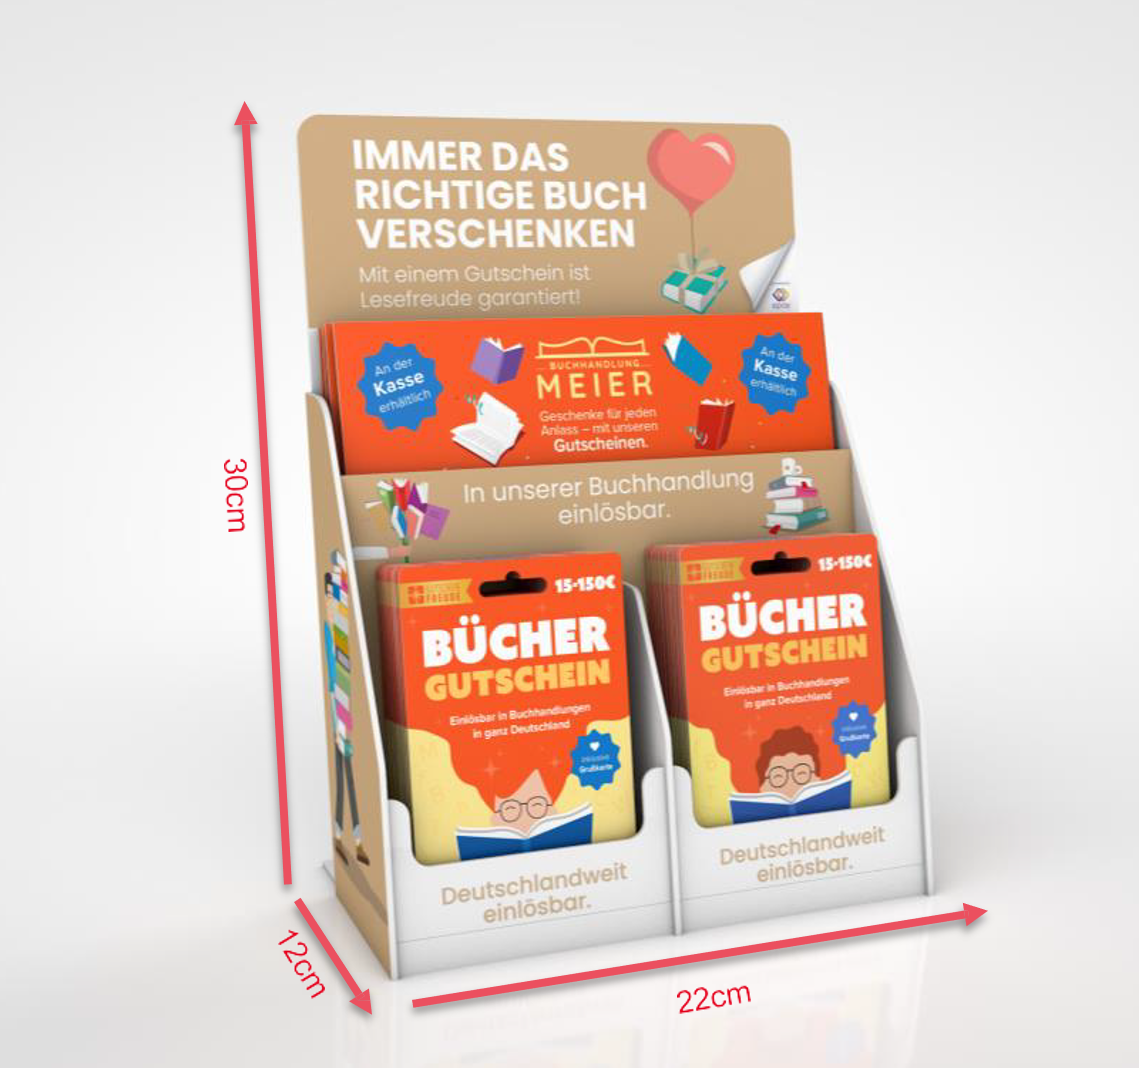 IMMER DAS
RICHTIGE BUCH
VERSCHENKEN
Mit einem Gutschein ist
Lesefreude garantiert!
An der
Kasse
erhältlich
BUCHHANDLUNG
MEIER
Geschenke für jeden
Anlass – mit unseren
Gutscheinen.
An der
Kasse
erhältlich
In unserer Buchhandlung
einlösbar.
15-150€
BÜCHER
GUTSCHEIN
Einlösbar in Buchhandlungen
in ganz Deutschland
Grußkarte
Deutschlandweit
einlösbar.
15-150€
BÜCHER
GUTSCHEIN
Einlösbar in Buchhandlungen
in ganz Deutschland
Grußkarte
Deutschlandweit
einlösbar.
30cm
12cm
22cm